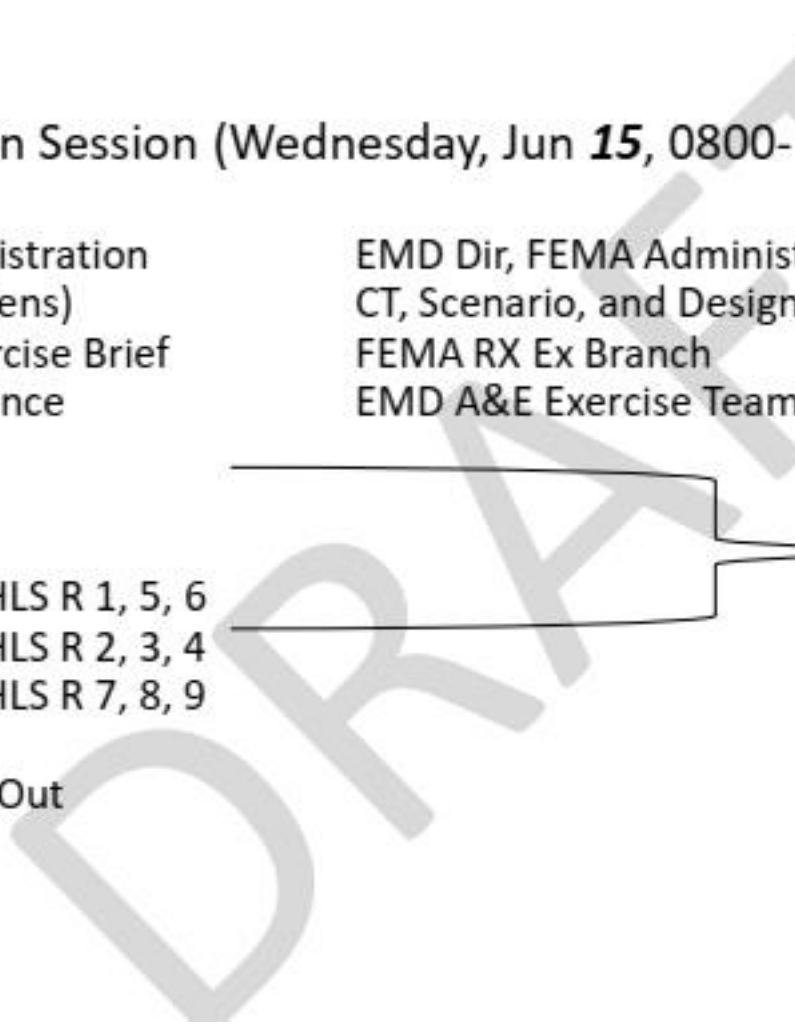 n Session (Wednesday, Jun 15, 0800-
istration EMD Dir, FEMA Administ
ens) CT, Scenario, and Design
rcise Brief FEMA RX Ex Branch
nce EMD A&E Exercise Team
HLS R 1, 5, 6
HLS R 2, 3, 4
HLS R 7, 8, 9
Out
DRAFT